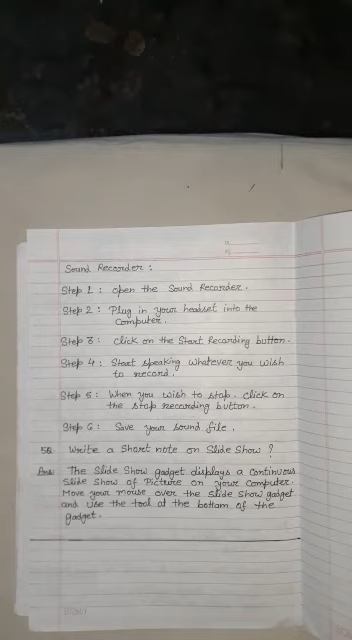 Sound Recorder :
Step 1 : open the Sound Recorder.
Step 2 : Plug in your headset into the
Computer.
Step 3 : click on the Start Recording button.
Step 4 : Start speaking whatever you wish
to record.
Step 5 : When you wish to stop. click on
the stop recording button.
Step 6 : Save your sound file.
5Q. Write a Short note on Slide Show ?
Ans: The Slide Show gadget displays a Continuous
Slide Show of Picture on your Computer.
Move your mouse over the slide show gadget
and use the tool at the bottom of the
gadget.